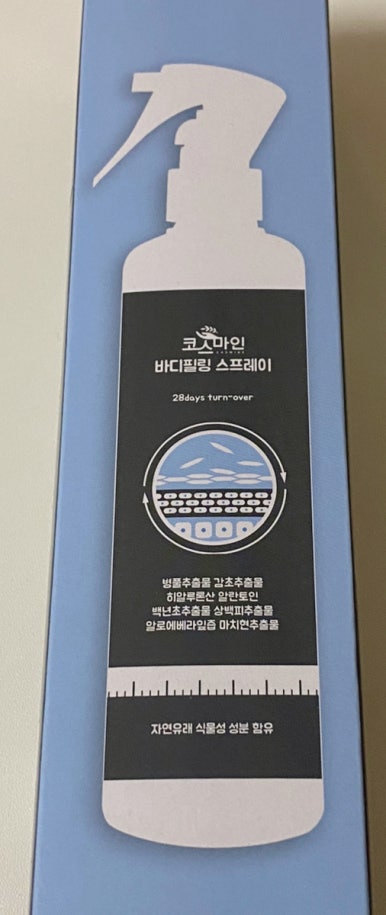 코스마인
바디필링 스프레이
28days turn-over
병풀추출물 감초추출물
히알루론산 알란토인
백년초추출물 상백피추출물
알로에베라잎즙 마치현추출물
자연유래 식물성 성분 함유